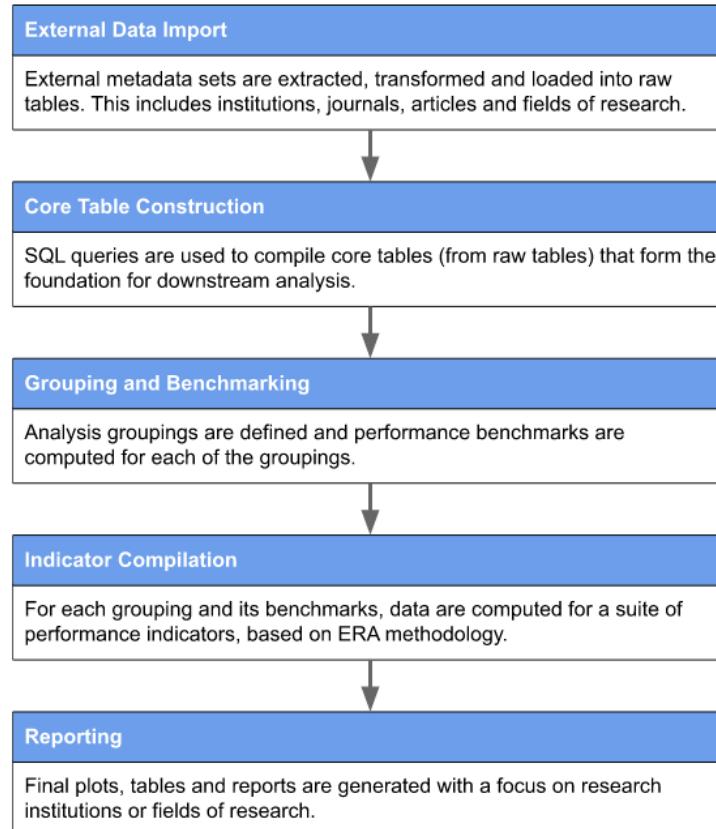 External Data Import
External metadata sets are extracted, transformed and loaded into raw
tables. This includes institutions, journals, articles and fields of research.
Core Table Construction
SQL queries are used to compile core tables (from raw tables) that form the
foundation for downstream analysis.
Grouping and Benchmarking
Analysis groupings are defined and performance benchmarks are
computed for each of the groupings.
Indicator Compilation
For each grouping and its benchmarks, data are computed for a suite of
performance indicators, based on ERA methodology.
Reporting
Final plots, tables and reports are generated with a focus on research
institutions or fields of research.